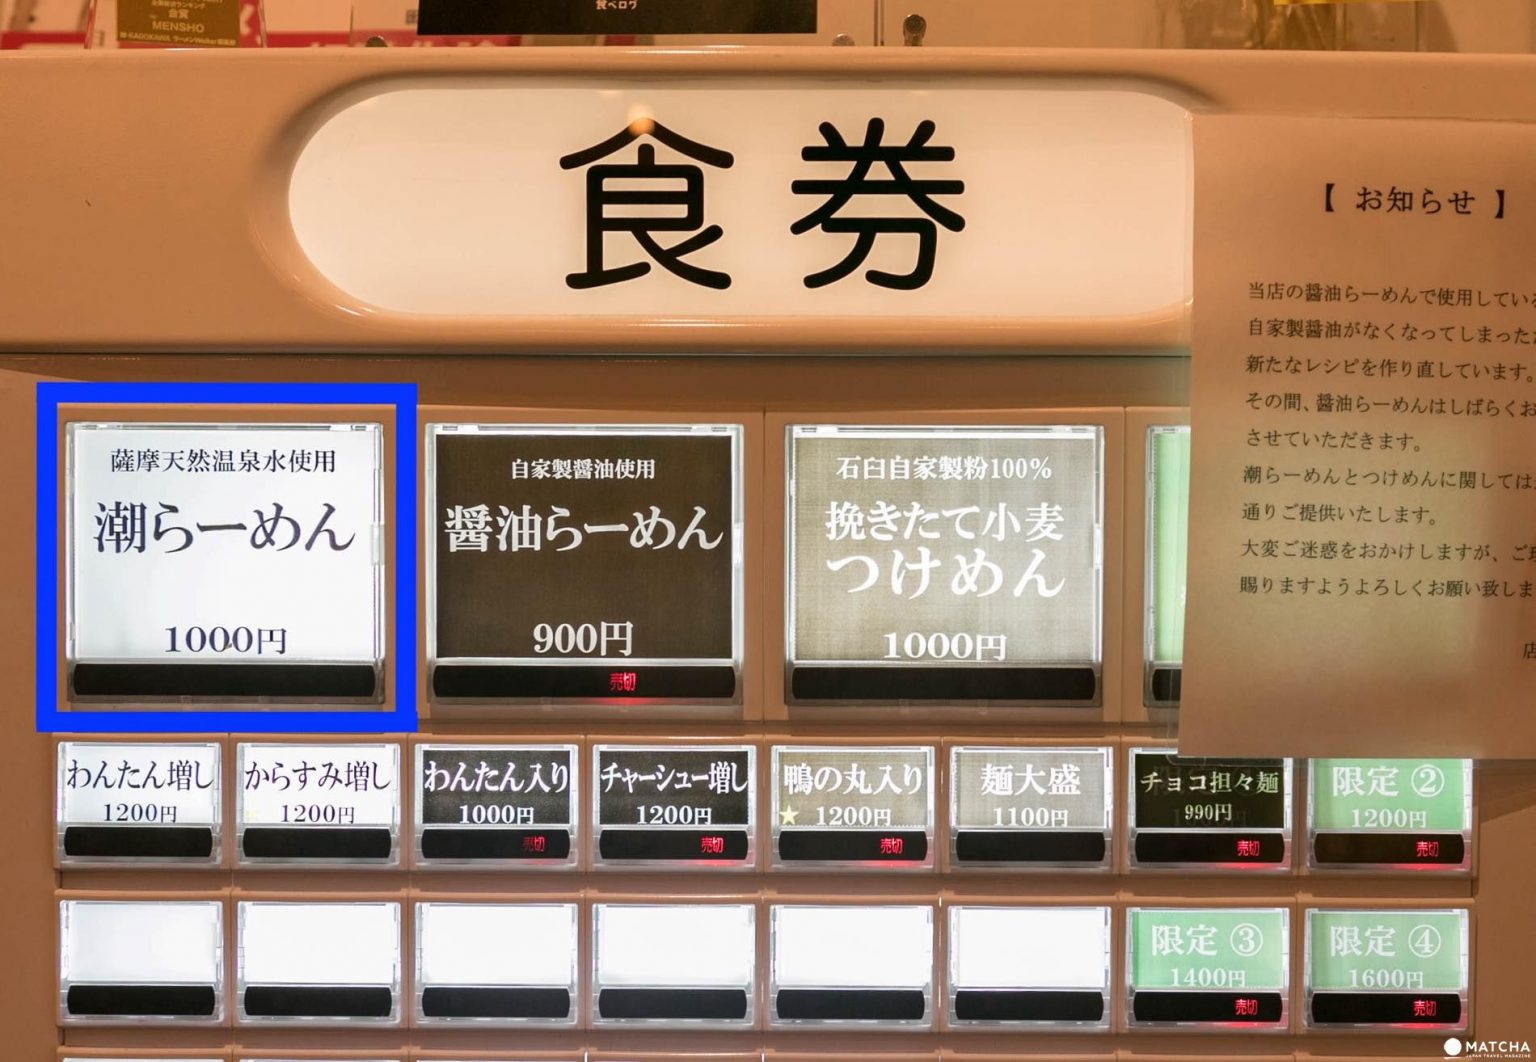 食べログ
金賞
MENSHO
食券
【 お知らせ 】
当店の醤油らーめんで使用している
自家製醤油がなくなってしまった
新たなレシピを作り直しています。
その間、醤油らーめんはしばらくお
させていただきます。
潮らーめんとつけめんに関しては
通りご提供いたします。
大変ご迷惑をおかけしますが、ご
賜りますようよろしくお願い致しま
店
薩摩天然温泉水使用
潮らーめん
1000円
自家製醤油使用
醤油らーめん
900円
売切
石臼自家製粉100%
挽きたて小麦
つけめん
1000円
わんたん増し
1200円
からすみ増し
1200円
わんたん入り
1000円
売切
チャーシュー増し
1200円
売切
鴨の丸入り
★ 1200円
売切
麺大盛
1100円
チョコ担々麺
990円
売切
限定 ②
1200円
売切
限定 ③
1400円
売切
限定 ④
1600円
売切
MATCHA
JAPAN TRAVEL MAGAZINE